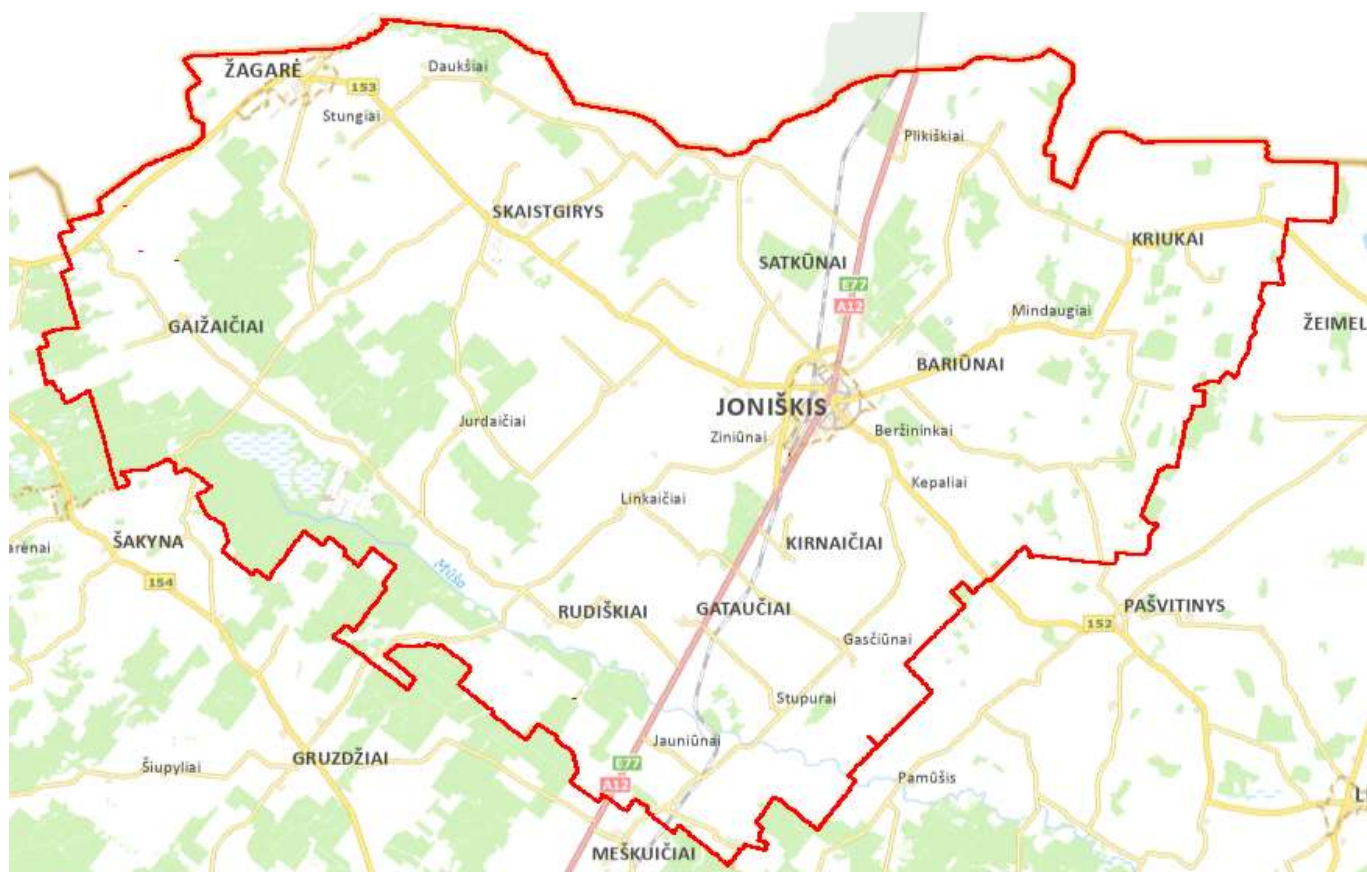 ŽAGARĖ
Daukšiai
153
Stungiai
Plikiškiai
SKAISTGIRYS
KRIUKAI
SATKŪNAI
E77
A12
Mindaugiai
GAIŽAIČIAI
ŽEIMEL
BARIŪNAI
JONIŠKIS
Jurdaičiai
Ziniūnai
Beržininkai
Kepaliai
Linkaičiai
ŠAKYNA
arėnai
KIRNAIČIAI
Mūša
154
RUDIŠKIAI
GATAUČIAI
PAŠVITINYS
152
Gasčiūnai
Stupurai
Jauniūnai
GRUZDŽIAI
Šiupyliai
E77
A12
Pamūšis
L
MEŠKUIČIAI